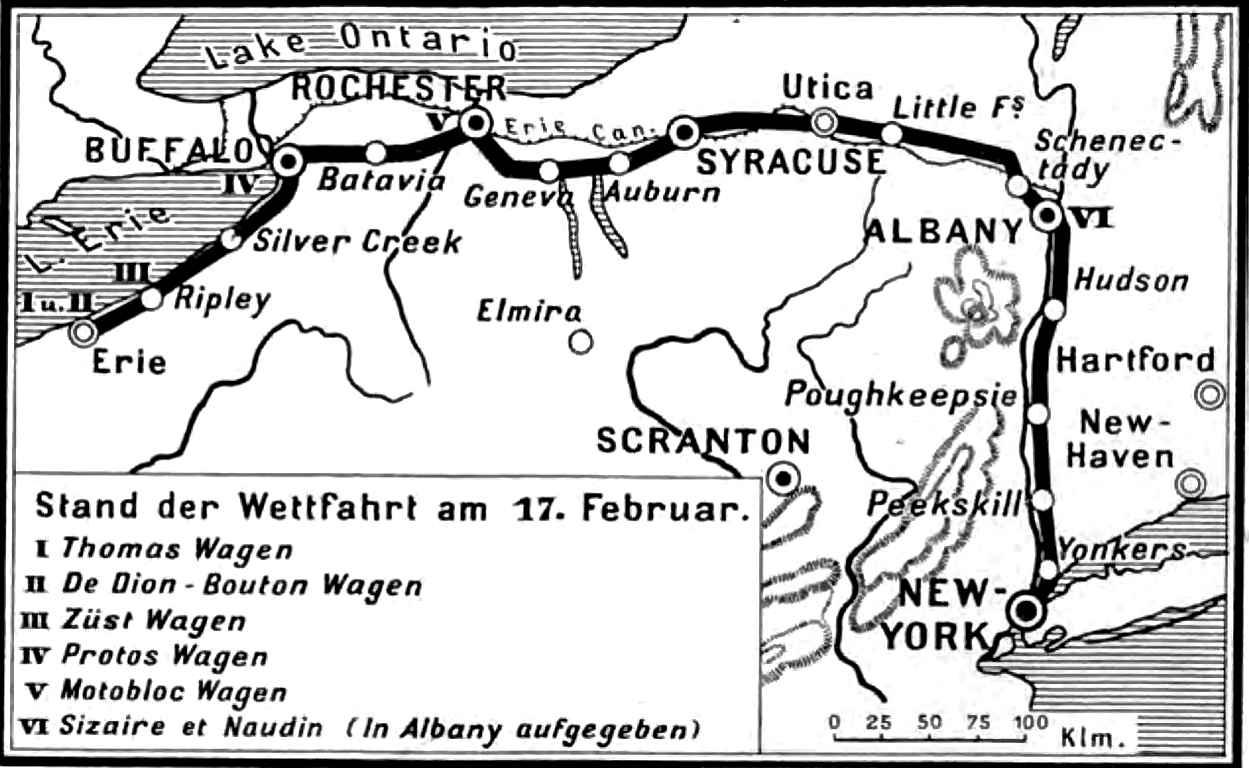 Lake Ontario
ROCHESTER
V
Erie Can.
Utica
Little Fs.
Schenec-
tady
BUFFALO
IV
Batavia
Geneva
Auburn
SYRACUSE
ALBANY
VI
L. Erie
Silver Creek
III
I u. II
Ripley
Hudson
Elmira
Erie
Hartford
Poughkeepsie
New-
Haven
SCRANTON
Peekskill
Yonkers
NEW-
YORK
Stand der Wettfahrt am 17. Februar.
I Thomas Wagen
II De Dion-Bouton Wagen
III Züst Wagen
IV Protos Wagen
V Motobloc Wagen
VI Sizaire et Naudin (In Albany aufgegeben)
0 25 50 75 100
Klm.